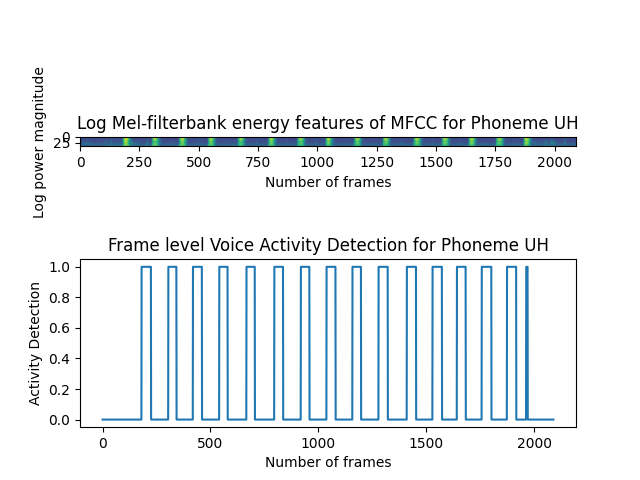 Log Mel-filterbank energy features of MFCC for Phoneme UH
Log power magnitude
0
25
0 250 500 750 1000 1250 1500 1750 2000
Number of frames
Frame level Voice Activity Detection for Phoneme UH
Activity Detection
1.0
0.8
0.6
0.4
0.2
0.0
0 500 1000 1500 2000
Number of frames